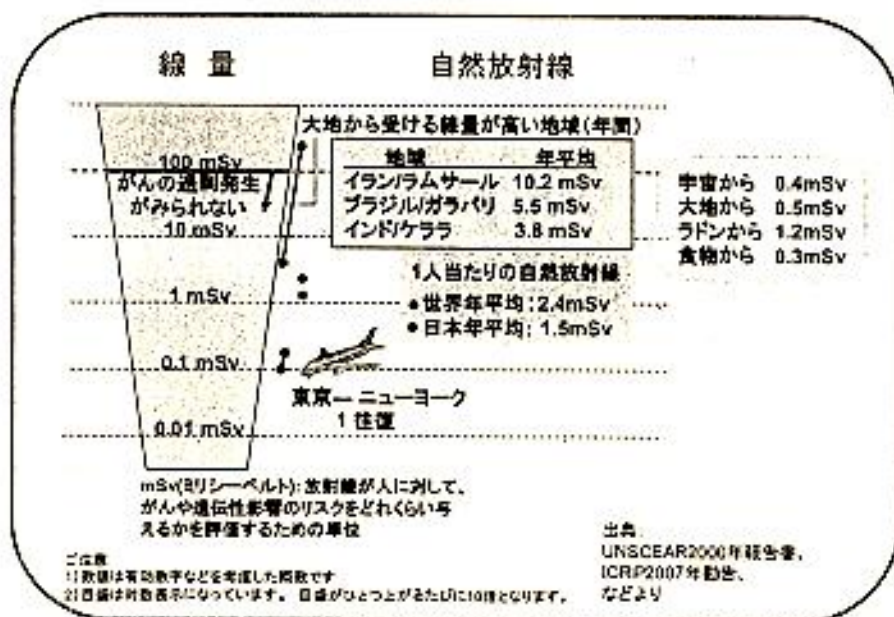 線量
自然放射線
大地から受ける線量が高い地域(年間)
100 mSv
がんの過剰発生
がみられない
10 mSv
1 mSv
0.1 mSv
0.01 mSv
地域 年平均
イラン/ラムサール 10.2 mSv
ブラジル/ガラパリ 5.5 mSv
インド/ケララ 3.8 mSv
宇宙から 0.4mSv
大地から 0.5mSv
ラドンから 1.2mSv
食物から 0.3mSv
1人当たりの自然放射線
●世界年平均:2.4mSv
●日本年平均:1.5mSv
東京ーニューヨーク
1往復
mSv(ミリシーベルト):放射線が人に対して、
がんや遺伝性影響のリスクをどれくらい与
えるかを評価するための単位
ご注意
1)数値は有効数字などを考慮した概数です
2)目盛は対数表示になっています。 目盛がひとつ上がるたびに10倍となります。
出典:
UNSCEAR2000年報告書、
ICRP2007年勧告、
などより